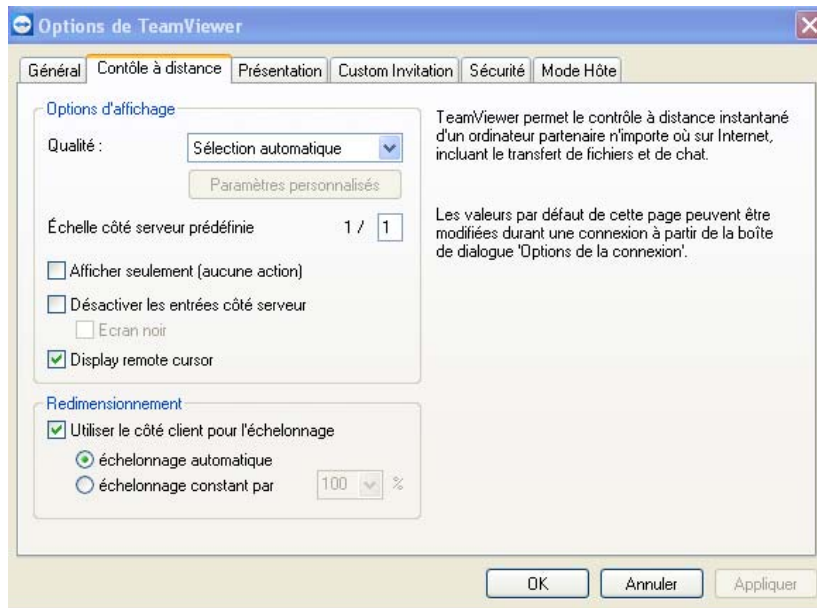 Options de TeamViewer
Général
Contôle à distance
Présentation
Custom Invitation
Sécurité
Mode Hôte
Options d'affichage
Qualité :
Sélection automatique
Paramètres personnalisés
Échelle côté serveur prédéfinie 1 / 1
Afficher seulement (aucune action)
Désactiver les entrées côté serveur
Ecran noir
Display remote cursor
Redimensionnement
Utiliser le côté client pour l'échelonnage
échelonnage automatique
échelonnage constant par 100 %
TeamViewer permet le contrôle à distance instantané
d'un ordinateur partenaire n'importe où sur Internet,
incluant le transfert de fichiers et de chat.
Les valeurs par défaut de cette page peuvent être
modifiées durant une connexion à partir de la boîte
de dialogue 'Options de la connexion'.
OK
Annuler
Appliquer